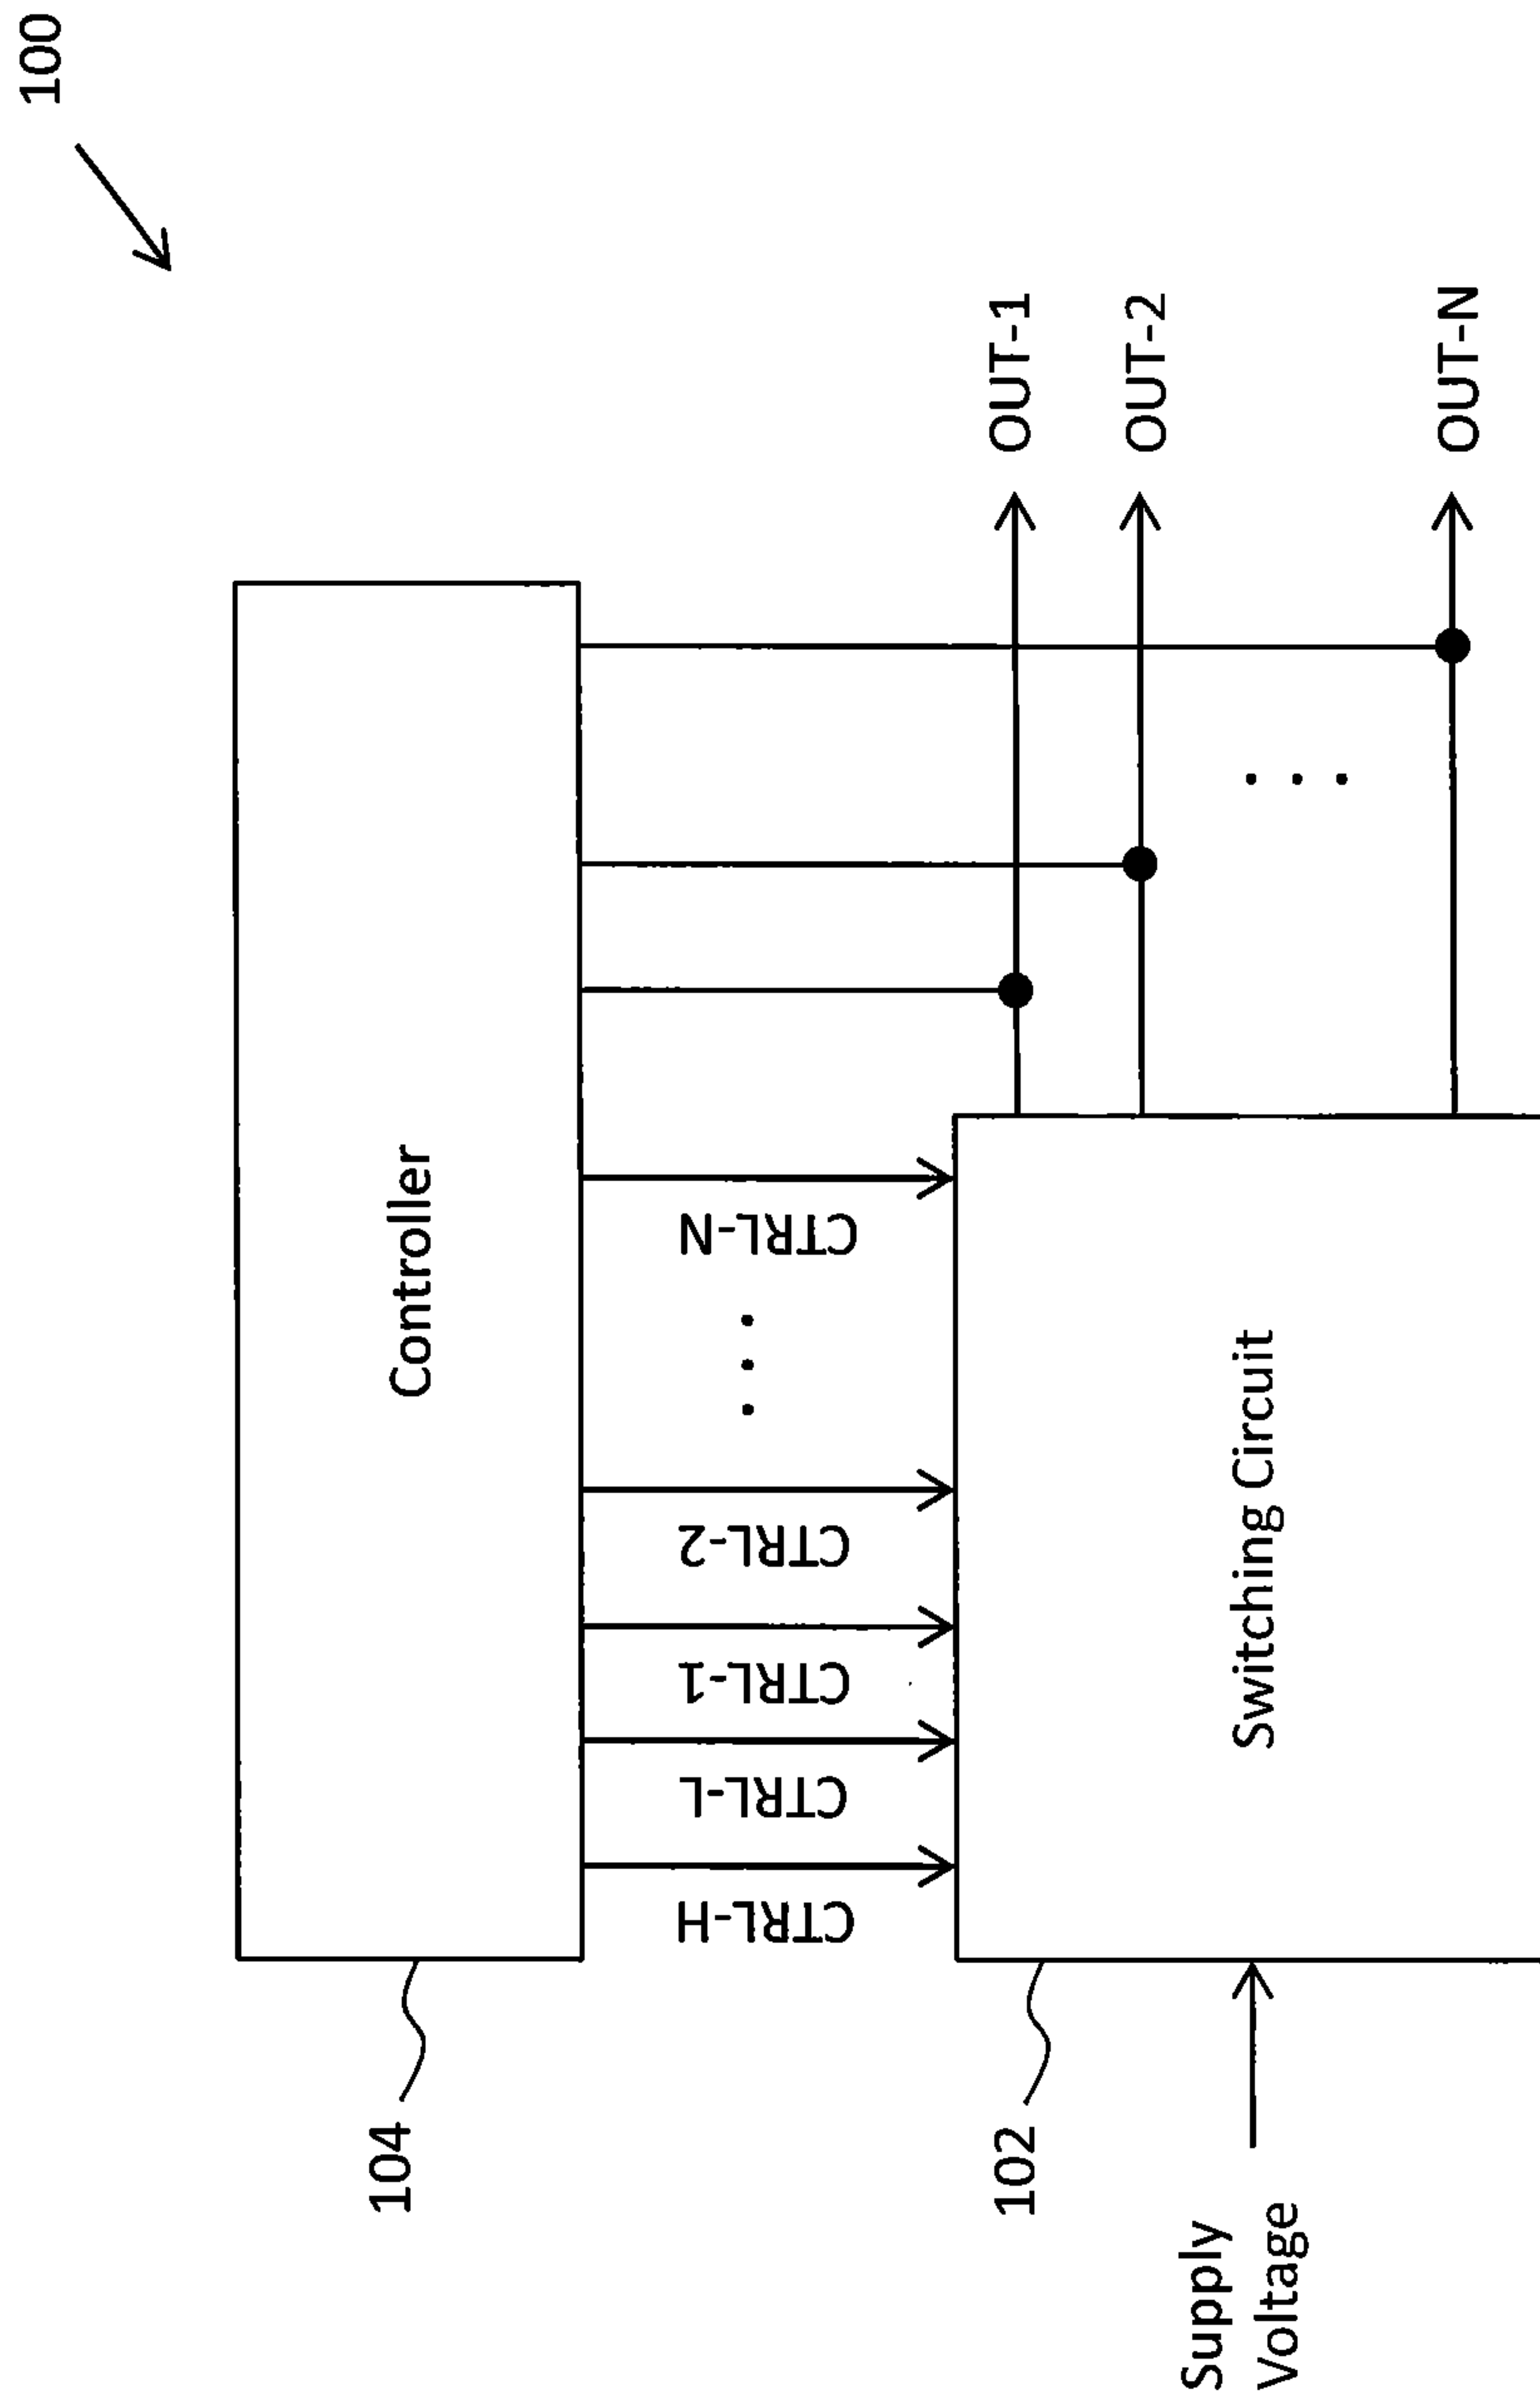 100
Controller
104
CTRL-H
CTRL-L
CTRL-1
CTRL-2
. . .
CTRL-N
OUT-1
OUT-2
. . .
OUT-N
102
Switching Circuit
Supply
Voltage